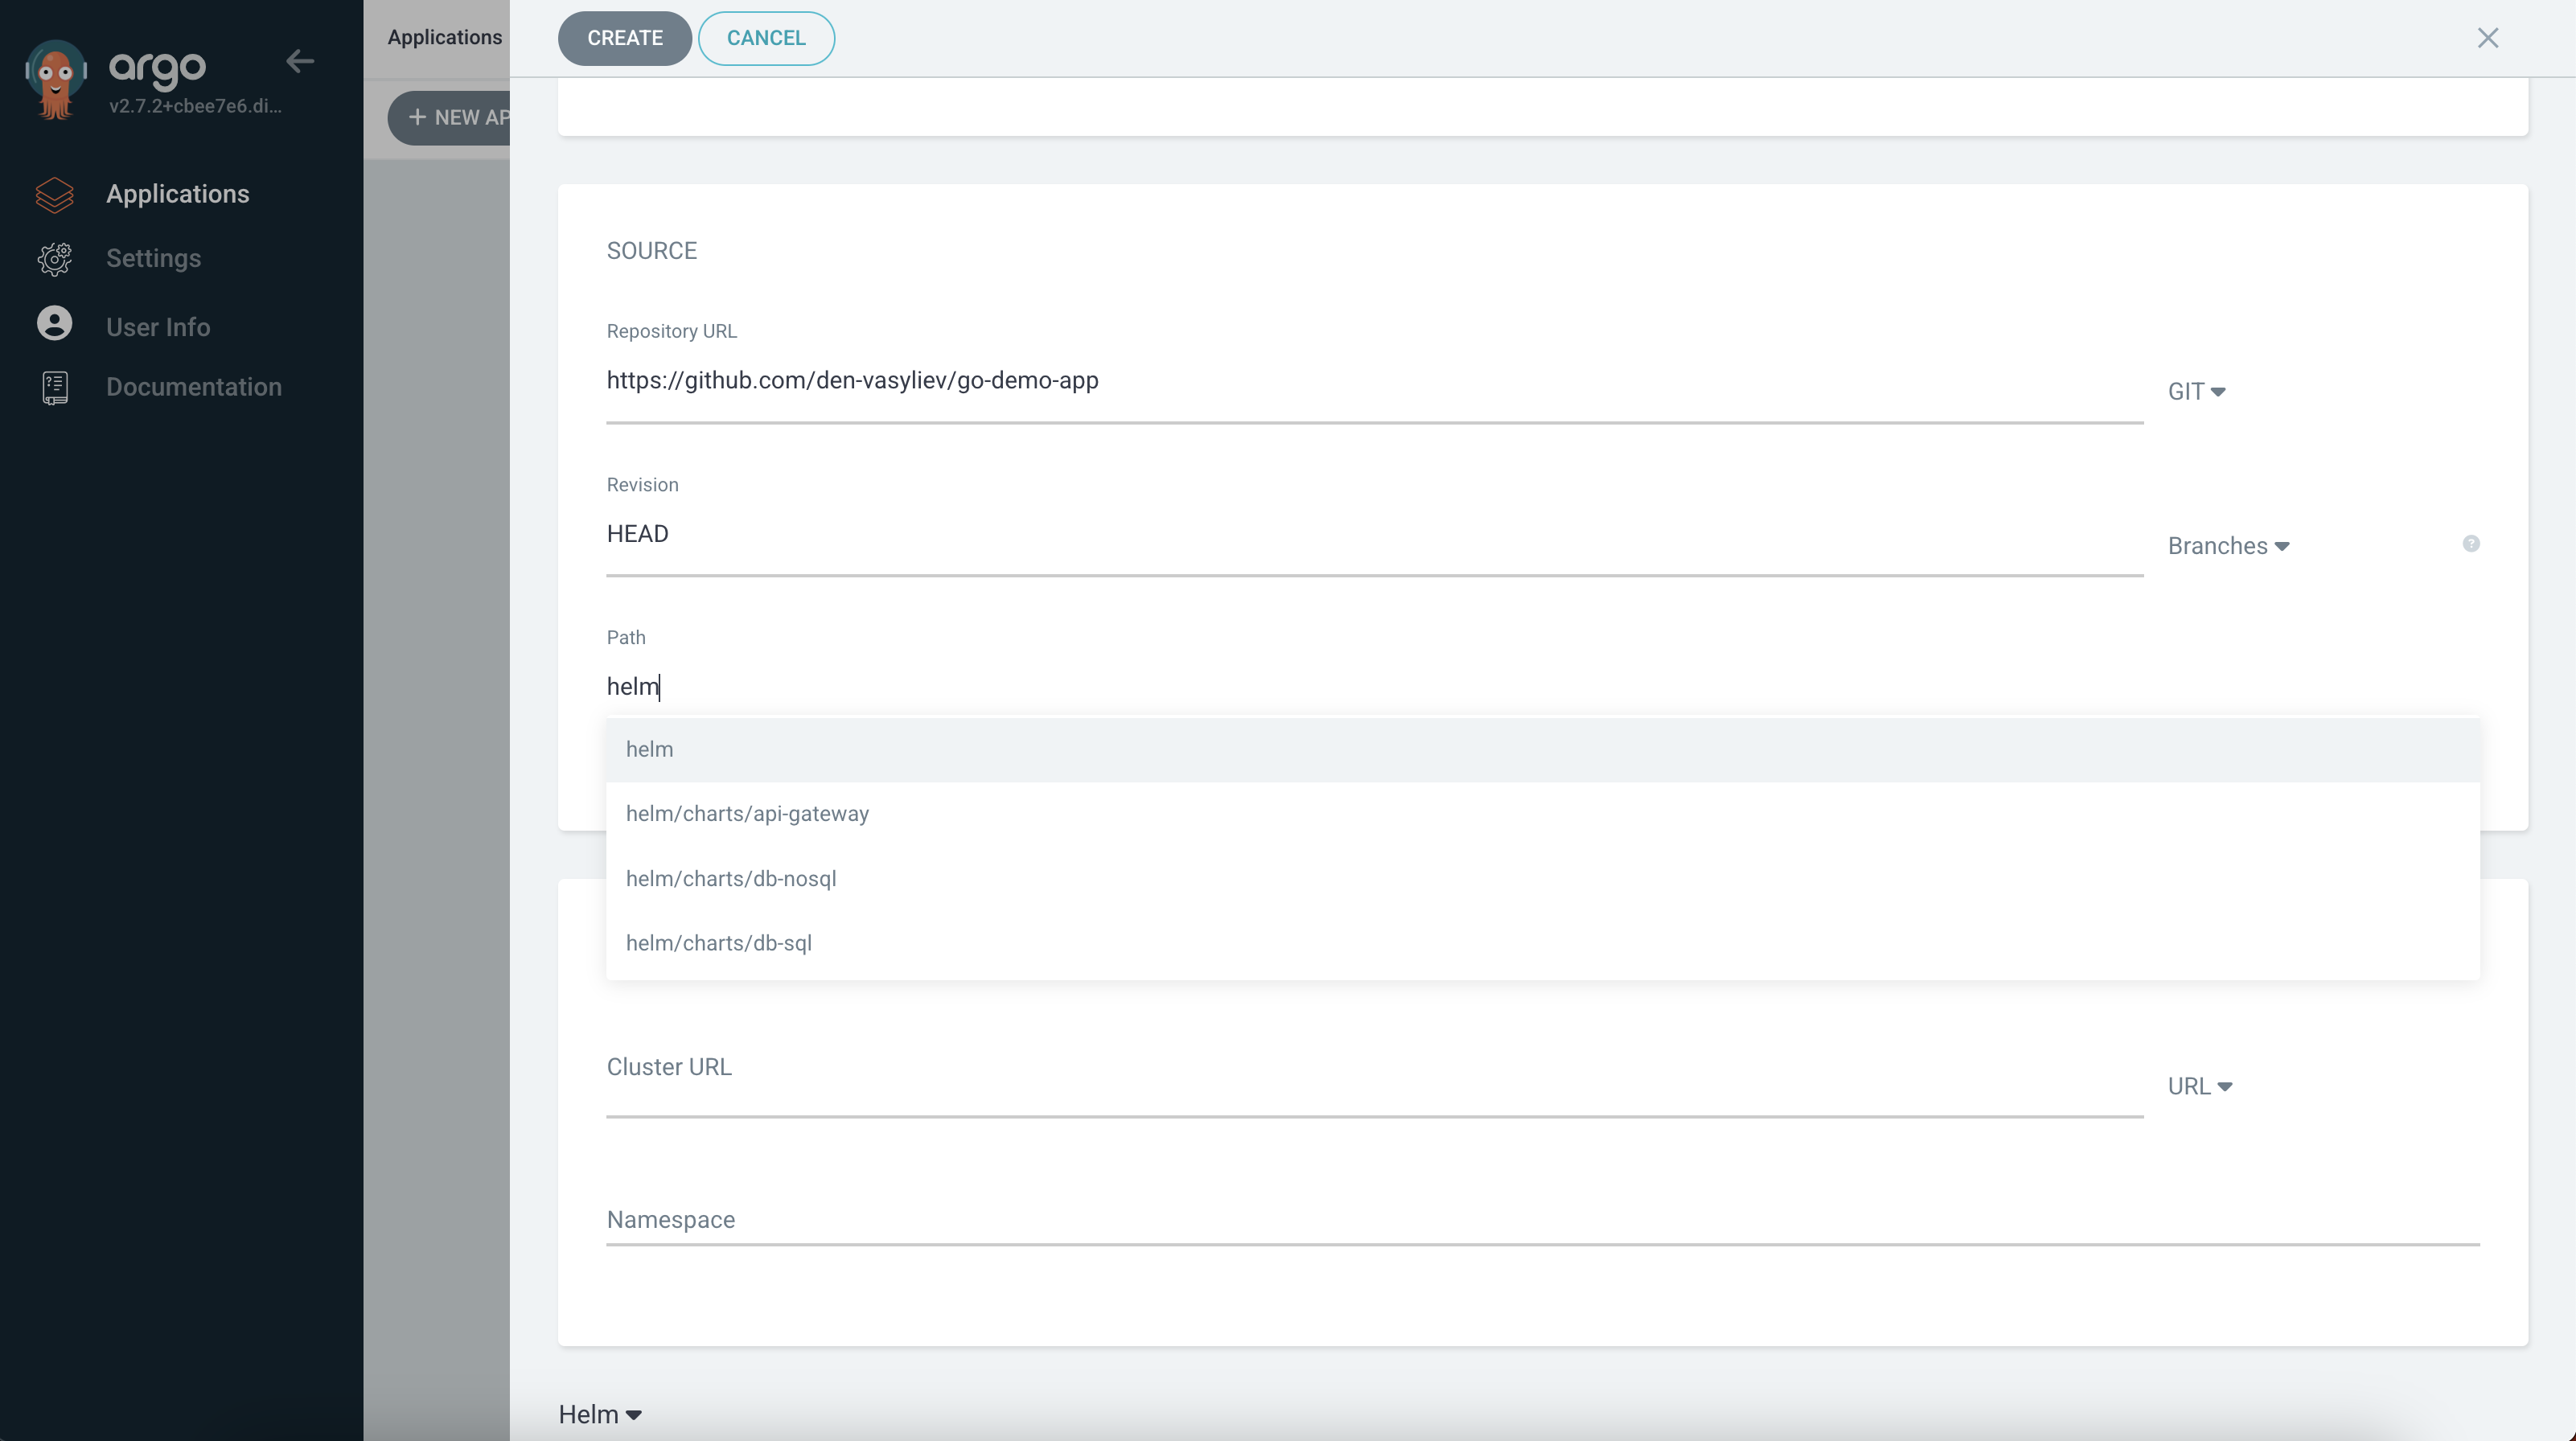 argo
v2.7.2+cbee7e6.di...
Applications
Settings
User Info
Documentation
Applications
+ NEW AP
CREATE
CANCEL
SOURCE
Repository URL
https://github.com/den-vasyliev/go-demo-app
GIT
Revision
HEAD
Branches
?
Path
helm
helm
helm/charts/api-gateway
helm/charts/db-nosql
helm/charts/db-sql
Cluster URL
URL
Namespace
Helm